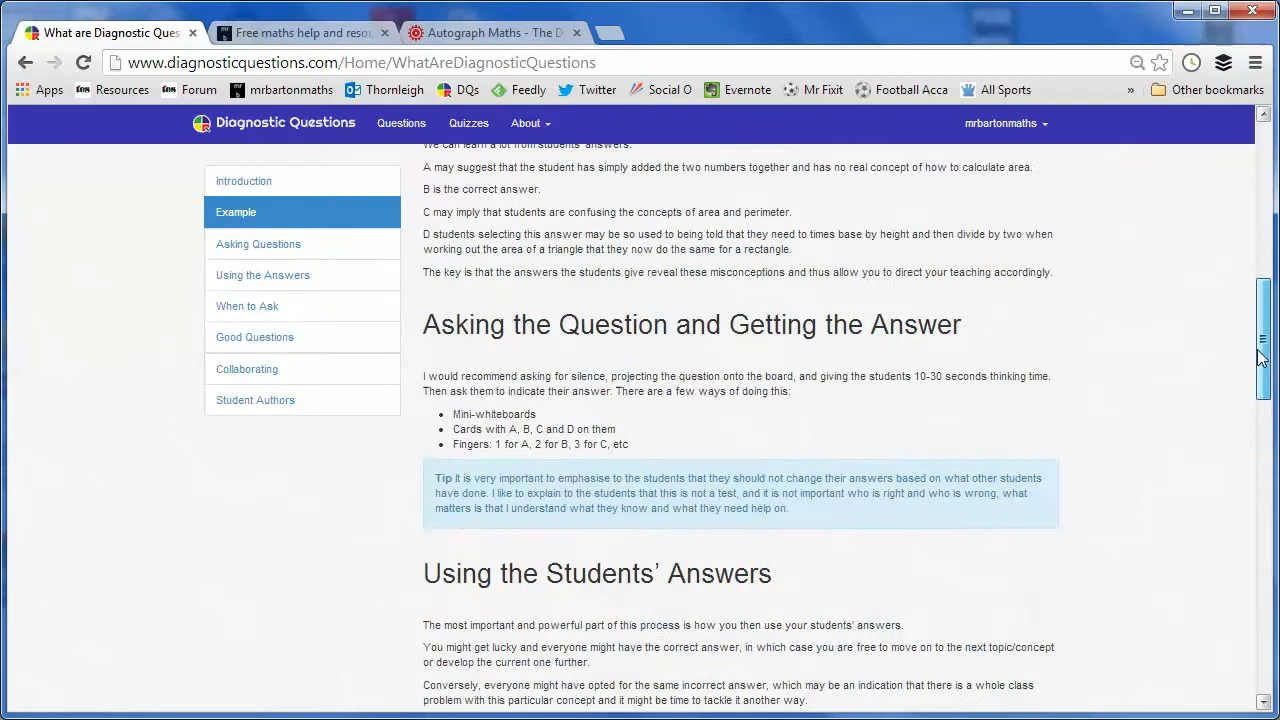 What are Diagnostic Ques
Free maths help and resou
Autograph Maths - The D
www.diagnosticquestions.com/Home/WhatAreDiagnosticQuestions
Apps
Resources
Forum
mrbartonmaths
Thornleigh
DQs
Feedly
Twitter
Social O
Evernote
Mr Fixit
Football Acca
All Sports
»
Other bookmarks
Diagnostic Questions
Questions
Quizzes
About
mrbartonmaths
Introduction
Example
Asking Questions
Using the Answers
When to Ask
Good Questions
Collaborating
Student Authors
We can learn a lot from students' answers.
A may suggest that the student has simply added the two numbers together and has no real concept of how to calculate area.
B is the correct answer.
C may imply that students are confusing the concepts of area and perimeter.
D students selecting this answer may be so used to being told that they need to times base by height and then divide by two when
working out the area of a triangle that they now do the same for a rectangle.
The key is that the answers the students give reveal these misconceptions and thus allow you to direct your teaching accordingly.
Asking the Question and Getting the Answer
I would recommend asking for silence, projecting the question onto the board, and giving the students 10-30 seconds thinking time.
Then ask them to indicate their answer. There are a few ways of doing this:
• Mini-whiteboards
• Cards with A, B, C and D on them
• Fingers: 1 for A, 2 for B, 3 for C, etc
Tip It is very important to emphasise to the students that they should not change their answers based on what other students
have done. I like to explain to the students that this is not a test, and it is not important who is right and who is wrong, what
matters is that I understand what they know and what they need help on.
Using the Students' Answers
The most important and powerful part of this process is how you then use your students' answers.
You might get lucky and everyone might have the correct answer, in which case you are free to move on to the next topic/concept
or develop the current one further.
Conversely, everyone might have opted for the same incorrect answer, which may be an indication that there is a whole class
problem with this particular concept and it might be time to tackle it another way.